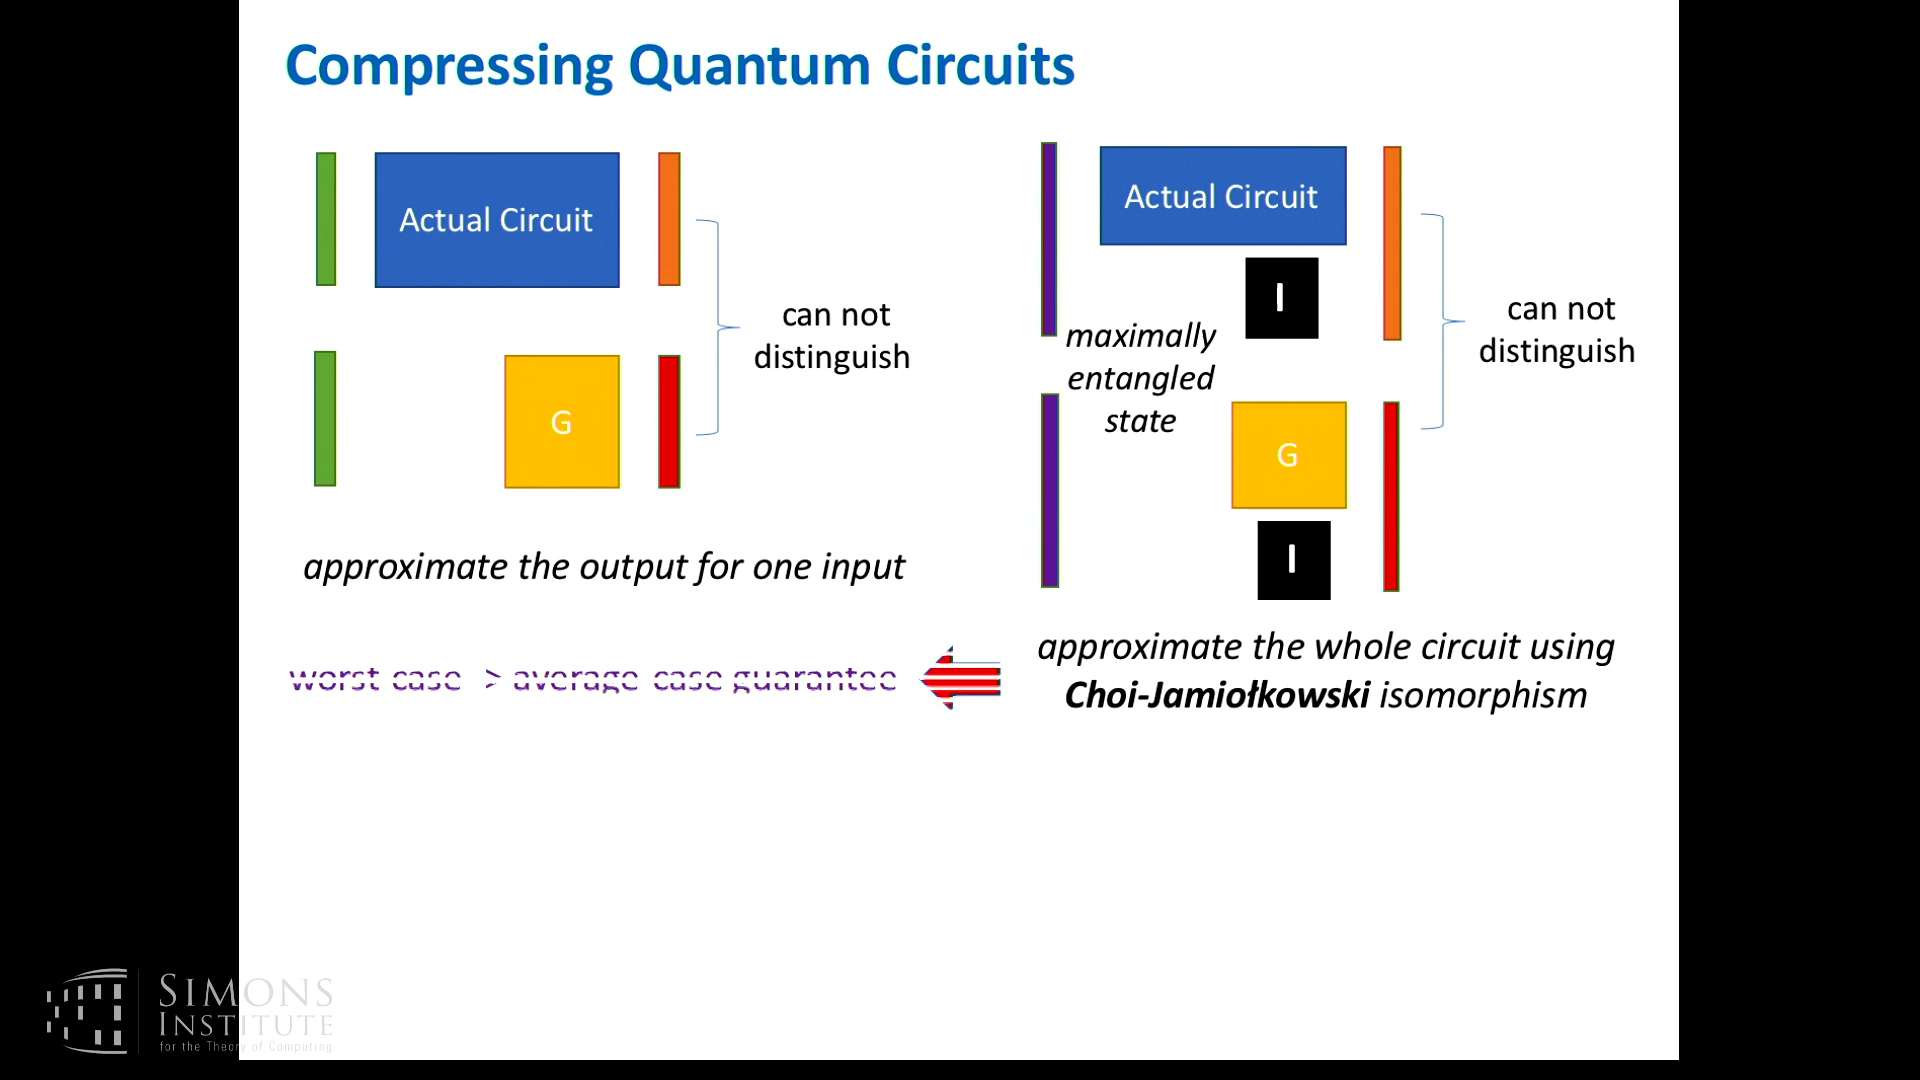 Compressing Quantum Circuits
Actual Circuit
can not
distinguish
G
approximate the output for one input
worst case > average case guarantee
Actual Circuit
I
maximally
entangled
state
can not
distinguish
G
I
approximate the whole circuit using
Choi-Jamiołkowski isomorphism
SIMONS
INSTITUTE
for the Theory of Computing